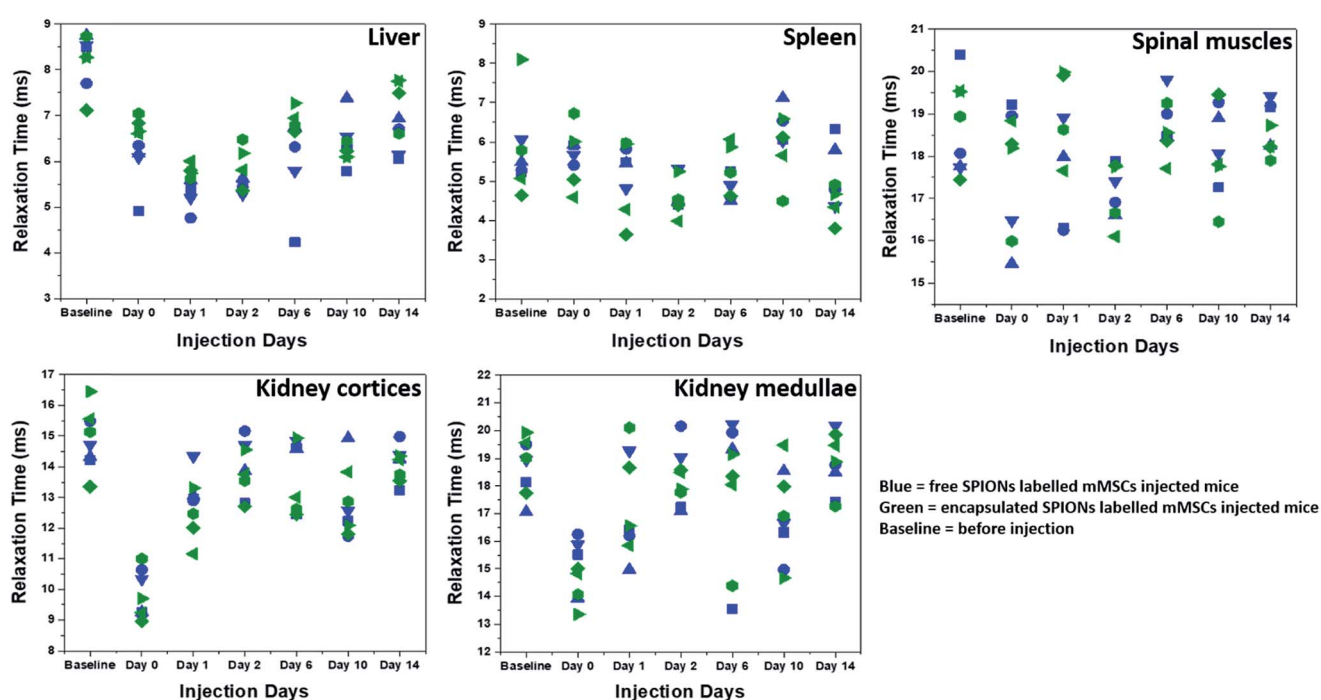 Liver
Relaxation Time (ms)
9
8
7
6
5
4
3
Baseline Day 0 Day 1 Day 2 Day 6 Day 10 Day 14
Injection Days
Spleen
Relaxation Time (ms)
9
8
7
6
5
4
3
2
Baseline Day 0 Day 1 Day 2 Day 6 Day 10 Day 14
Injection Days
Spinal muscles
Relaxation Time (ms)
21
20
19
18
17
16
15
Baseline Day 0 Day 1 Day 2 Day 6 Day 10 Day 14
Injection Days
Kidney cortices
Relaxation Time (ms)
17
16
15
14
13
12
11
10
9
8
Baseline Day 0 Day 1 Day 2 Day 6 Day 10 Day 14
Injection Days
Kidney medullae
Relaxation Time (ms)
22
21
20
19
18
17
16
15
14
13
12
Baseline Day 0 Day 1 Day 2 Day 6 Day 10 Day 14
Injection Days
Blue = free SPIONs labelled mMSCs injected mice
Green = encapsulated SPIONs labelled mMSCs injected mice
Baseline = before injection